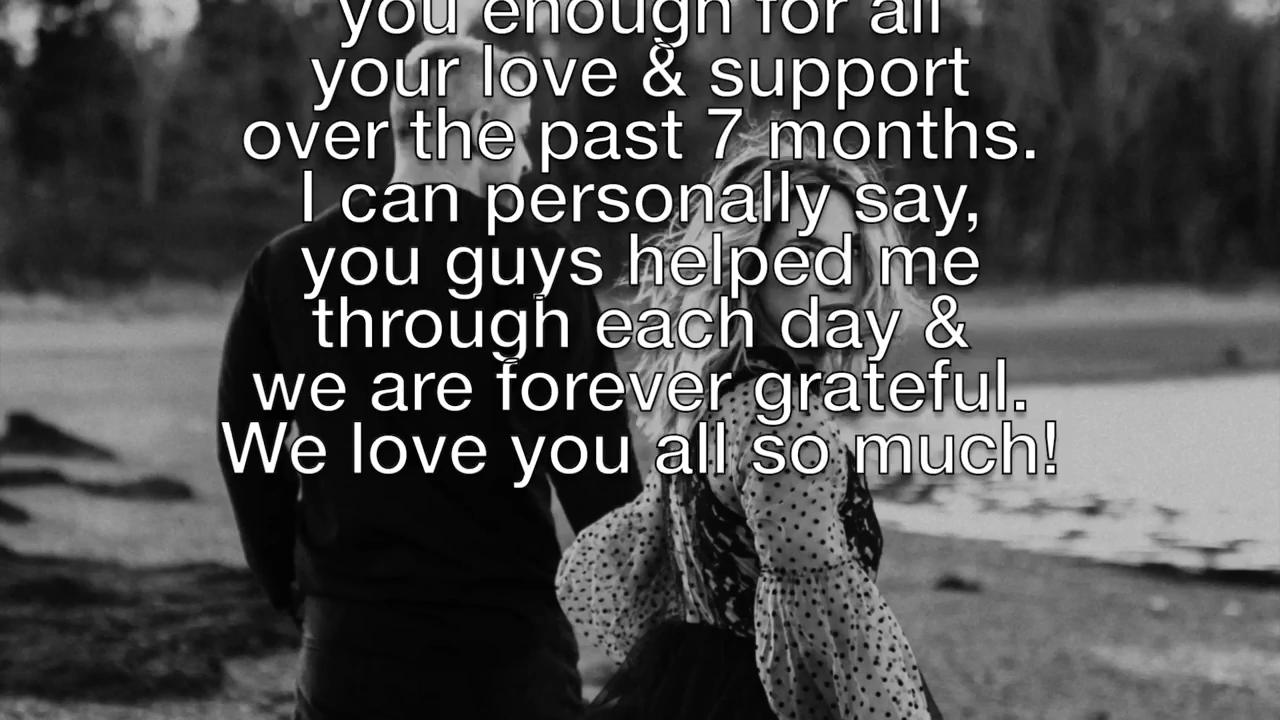 you enough for all
your love & support
over the past 7 months.
I can personally say,
you guys helped me
through each day &
we are forever grateful.
We love you all so much!